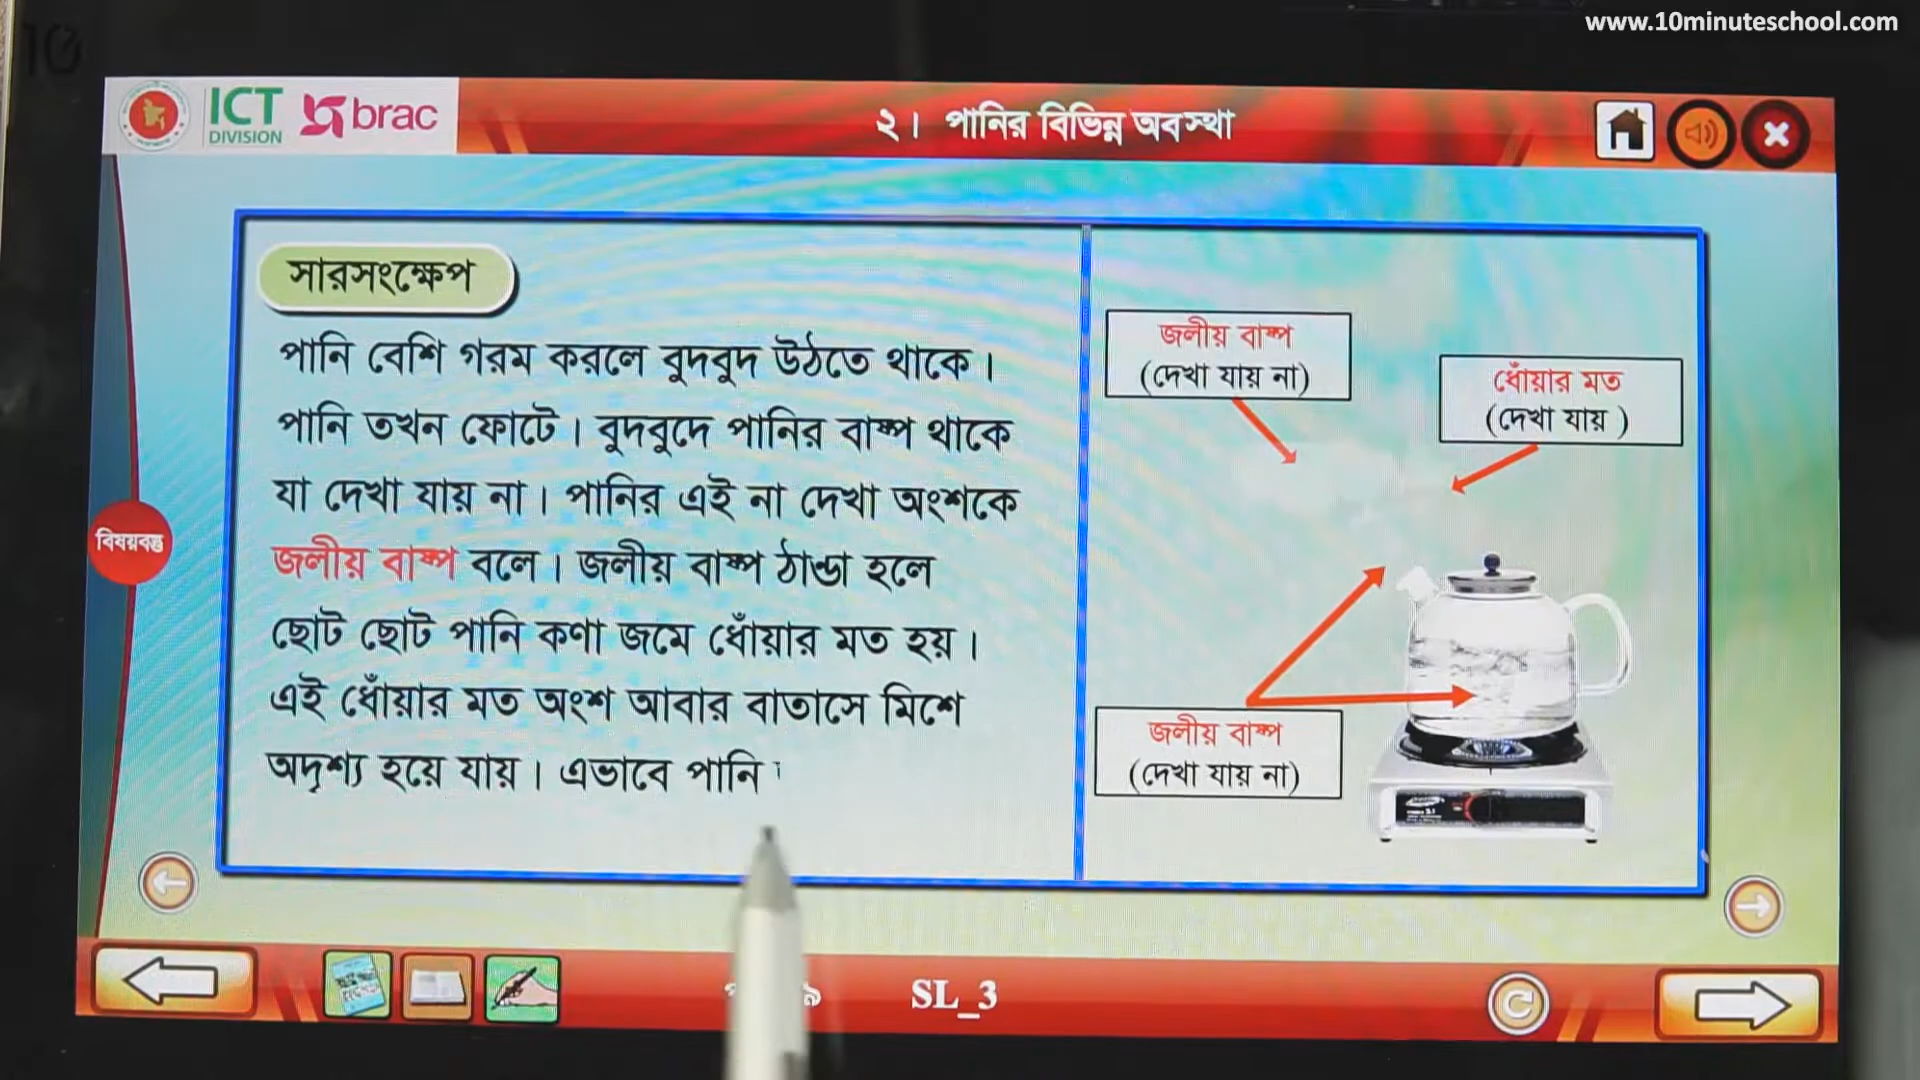 www.10minuteschool.com
10
ICT
DIVISION
brac
২। পানির বিভিন্ন অবস্থা
সারসংক্ষেপ
পানি বেশি গরম করলে বুদবুদ উঠতে থাকে।
পানি তখন ফোটে। বুদবুদে পানির বাষ্প থাকে
যা দেখা যায় না। পানির এই না দেখা অংশকে
জলীয় বাষ্প বলে। জলীয় বাষ্প ঠাণ্ডা হলে
ছোট ছোট পানি কণা জমে ধোঁয়ার মত হয়।
এই ধোঁয়ার মত অংশ আবার বাতাসে মিশে
অদৃশ্য হয়ে যায়। এভাবে পানি
জলীয় বাষ্প
(দেখা যায় না)
ধোঁয়ার মত
(দেখা যায় )
জলীয় বাষ্প
(দেখা যায় না)
বিষয়বস্তু
SL_3